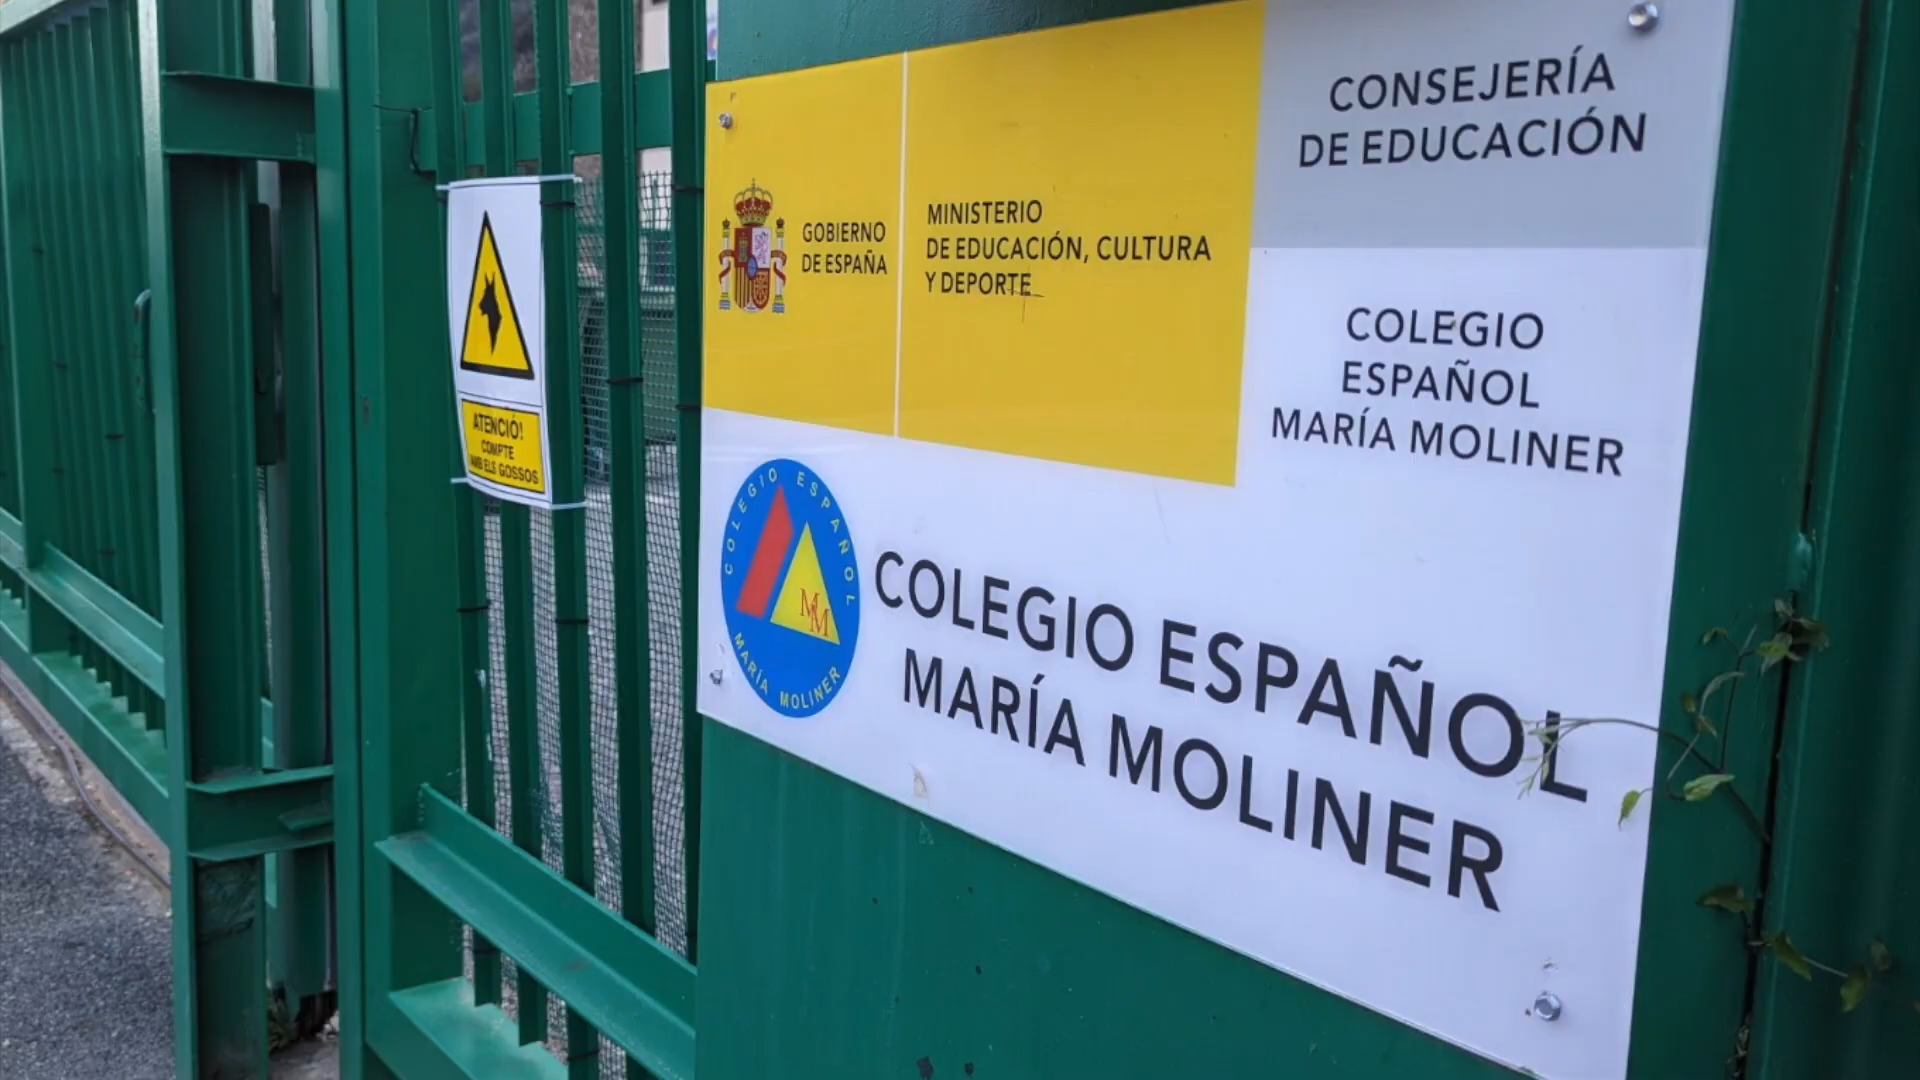 CONSEJERÍA
DE EDUCACIÓN
GOBIERNO
DE ESPAÑA
MINISTERIO
DE EDUCACIÓN, CULTURA
Y DEPORTE
COLEGIO
ESPAÑOL
MARÍA MOLINER
ATENCIÓ!
COMPTE
AMB ELS GOSSOS
COLEGIO ESPAÑOL
MARÍA MOLINER
MM
COLEGIO ESPAÑOL
MARÍA MOLINER